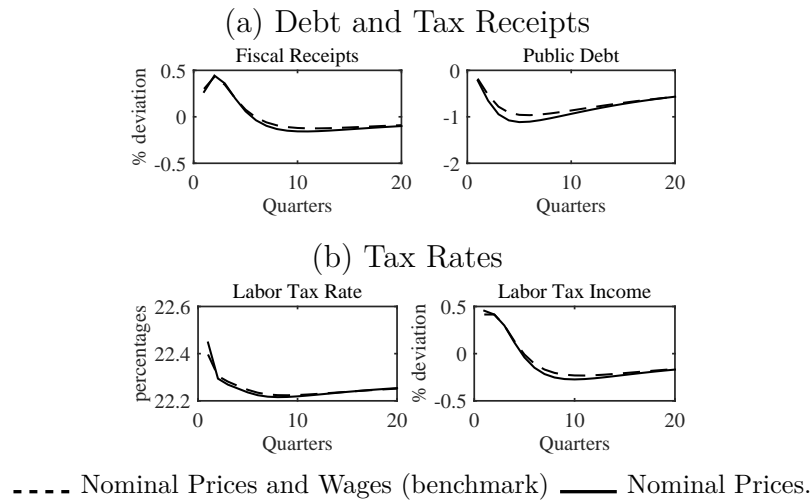 (a) Debt and Tax Receipts
Fiscal Receipts
Public Debt
% deviation
0.5
0
-0.5
0
10
20
Quarters
0
-1
-2
0
10
20
Quarters
(b) Tax Rates
Labor Tax Rate
Labor Tax Income
percentages
22.6
22.4
22.2
0
10
20
Quarters
% deviation
0.5
0
-0.5
0
10
20
Quarters
Nominal Prices and Wages (benchmark) Nominal Prices.